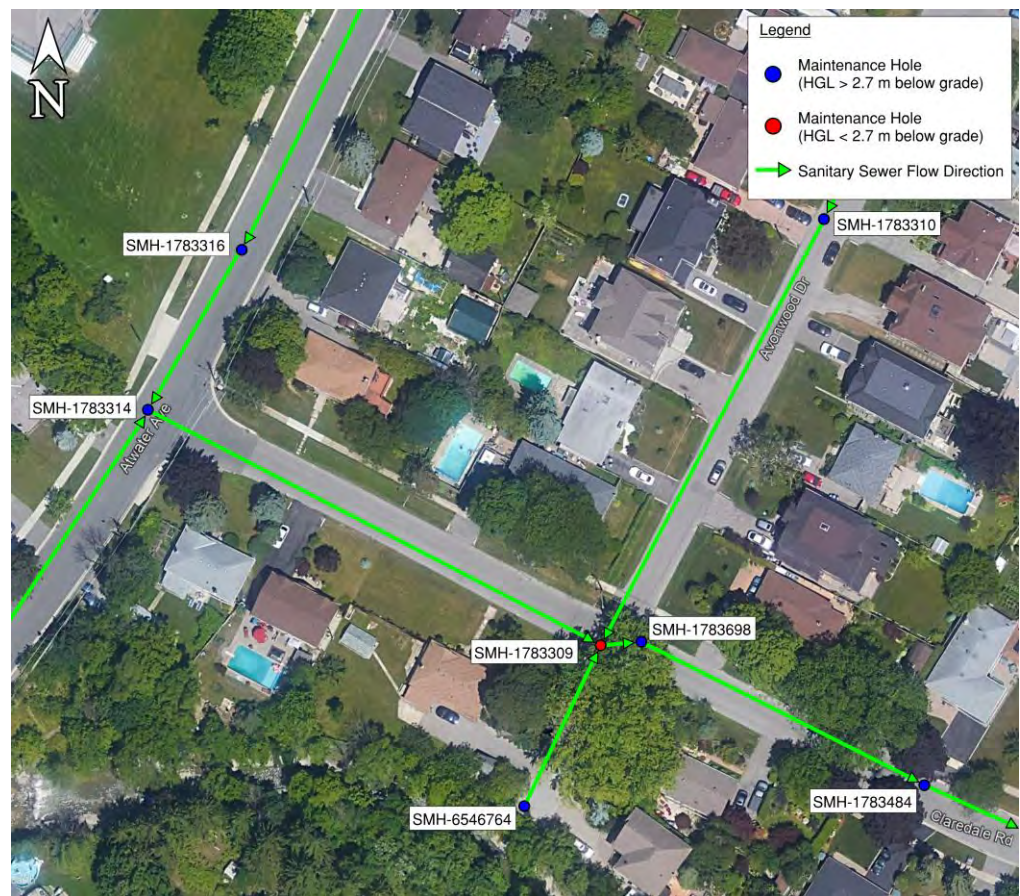 N
Legend
Maintenance Hole
(HGL > 2.7 m below grade)
Maintenance Hole
(HGL < 2.7 m below grade)
Sanitary Sewer Flow Direction
SMH-1783310
SMH-1783316
Avonwood Dr
SMH-1783314
Atwater Ave
SMH-1783698
SMH-1783309
SMH-1783484
SMH-6546764
Claredale Rd